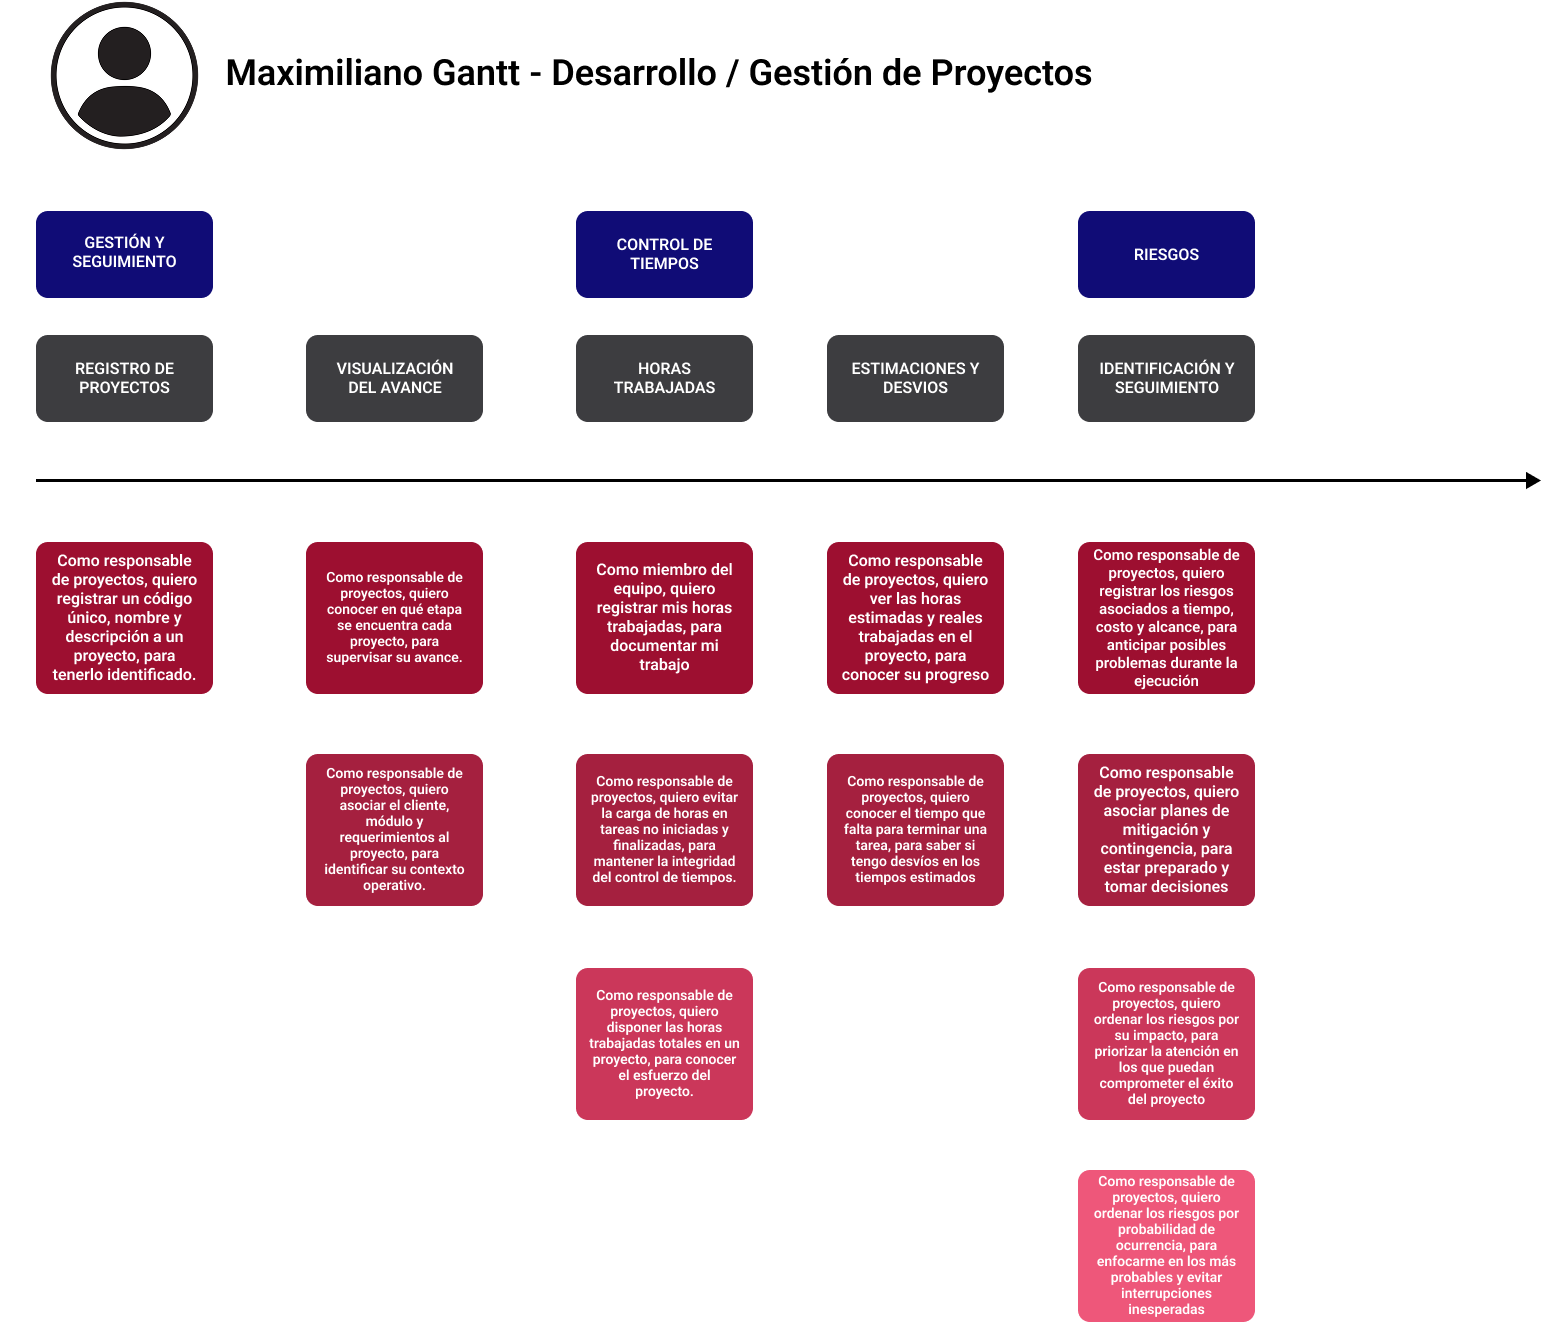 Maximiliano Gantt - Desarrollo / Gestión de Proyectos
GESTIÓN Y
SEGUIMIENTO
CONTROL DE
TIEMPOS
RIESGOS
REGISTRO DE
PROYECTOS
VISUALIZACIÓN
DEL AVANCE
HORAS
TRABAJADAS
ESTIMACIONES Y
DESVIOS
IDENTIFICACIÓN Y
SEGUIMIENTO
Como responsable
de proyectos, quiero
registrar un código
único, nombre y
descripción a un
proyecto, para
tenerlo identificado.
Como responsable de
proyectos, quiero
conocer en qué etapa
se encuentra cada
proyecto, para
supervisar su avance.
Como miembro del
equipo, quiero
registrar mis horas
trabajadas, para
documentar mi
trabajo
Como responsable
de proyectos, quiero
ver las horas
estimadas y reales
trabajadas en el
proyecto, para
conocer su progreso
Como responsable de
proyectos, quiero
registrar los riesgos
asociados a tiempo,
costo y alcance, para
anticipar posibles
problemas durante la
ejecución
Como responsable de
proyectos, quiero
asociar el cliente,
módulo y
requerimientos al
proyecto, para
identificar su contexto
operativo.
Como responsable de
proyectos, quiero evitar
la carga de horas en
tareas no iniciadas y
finalizadas, para
mantener la integridad
del control de tiempos.
Como responsable de
proyectos, quiero
conocer el tiempo que
falta para terminar una
tarea, para saber si
tengo desvíos en los
tiempos estimados
Como responsable
de proyectos, quiero
asociar planes de
mitigación y
contingencia, para
estar preparado y
tomar decisiones
Como responsable de
proyectos, quiero
disponer las horas
trabajadas totales en un
proyecto, para conocer
el esfuerzo del
proyecto.
Como responsable de
proyectos, quiero
ordenar los riesgos por
su impacto, para
priorizar la atención en
los que puedan
comprometer el éxito
del proyecto
Como responsable de
proyectos, quiero
ordenar los riesgos por
probabilidad de
ocurrencia, para
enfocarme en los más
probables y evitar
interrupciones
inesperadas